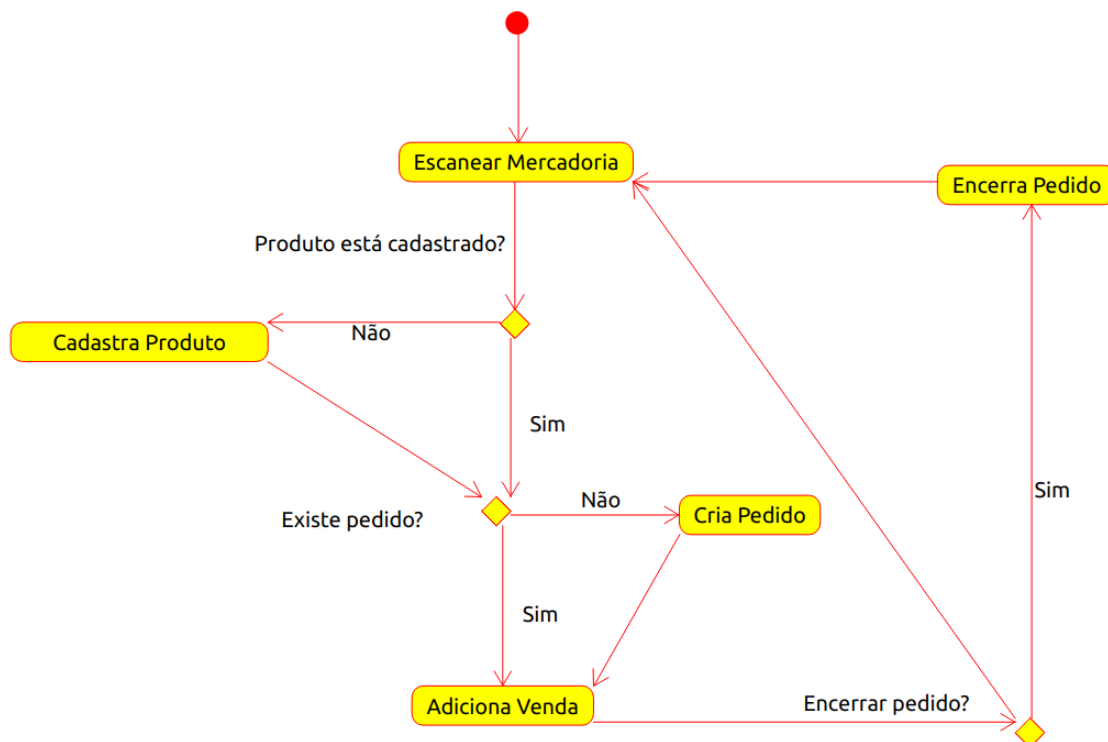 Escanear Mercadoria
Encerra Pedido
Produto está cadastrado?
Não
Cadastra Produto
Sim
Sim
Não
Existe pedido?
Cria Pedido
Sim
Adiciona Venda
Encerrar pedido?